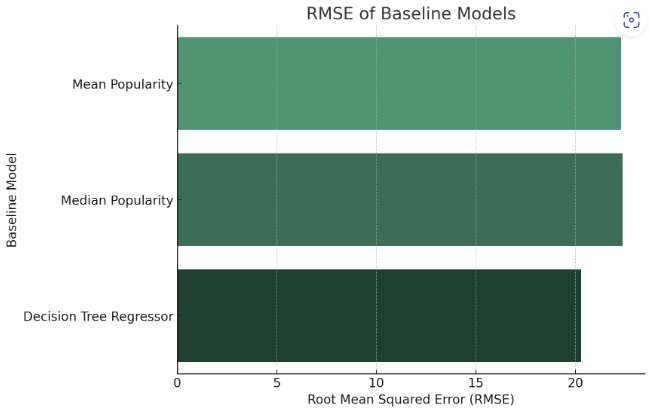 RMSE of Baseline Models
Mean Popularity
Median Popularity
Decision Tree Regressor
Baseline Model
0 5 10 15 20
Root Mean Squared Error (RMSE)